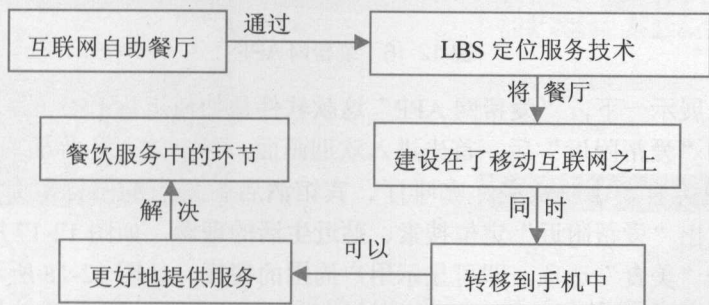 通过
互联网自助餐厅
LBS 定位服务技术
将 餐厅
餐饮服务中的环节
建设在了移动互联网之上
解 决
同 时
更好地提供服务
可以
转移到手机中